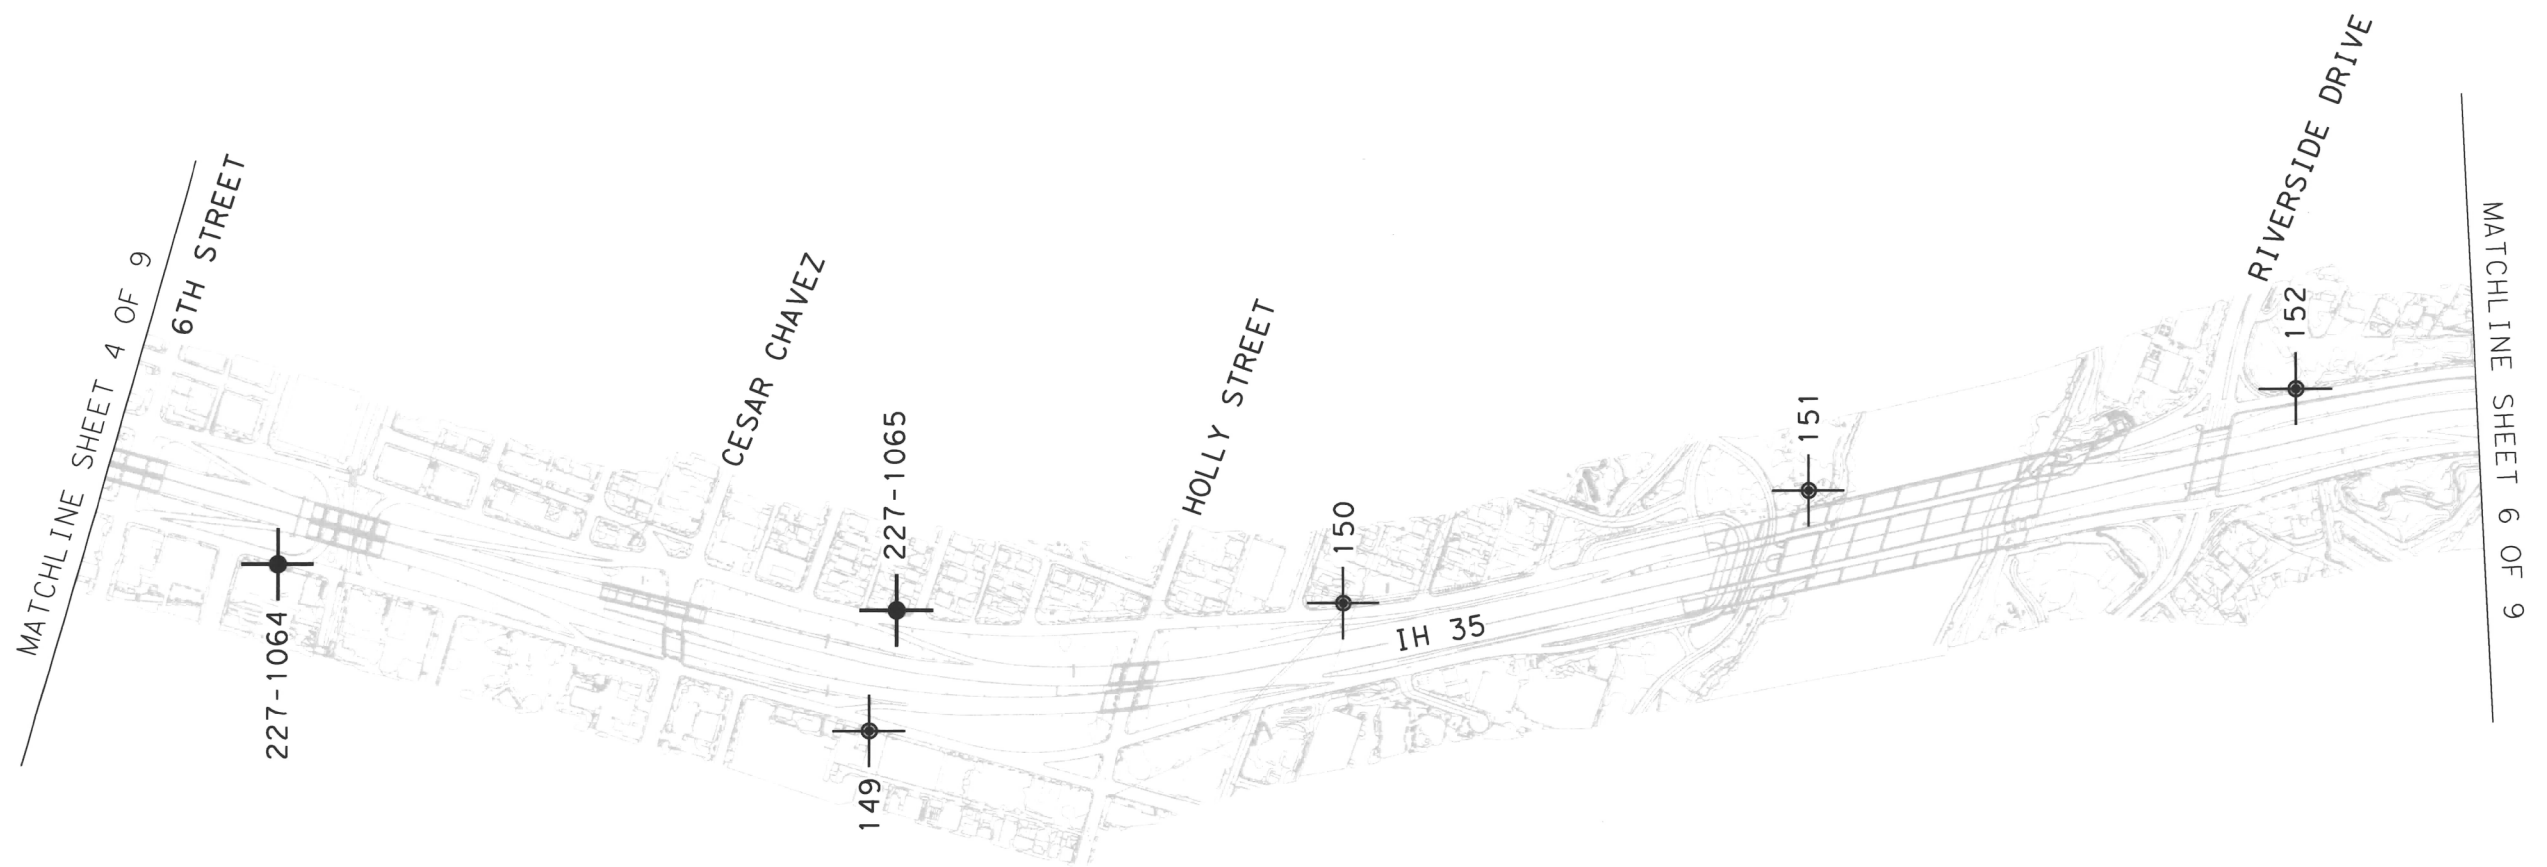 MATCHLINE SHEET 4 OF 9
6TH STREET
227-1064
CESAR CHAVEZ
227-1065
149
HOLLY STREET
150
IH 35
151
RIVERSIDE DRIVE
152
MATCHLINE SHEET 6 OF 9